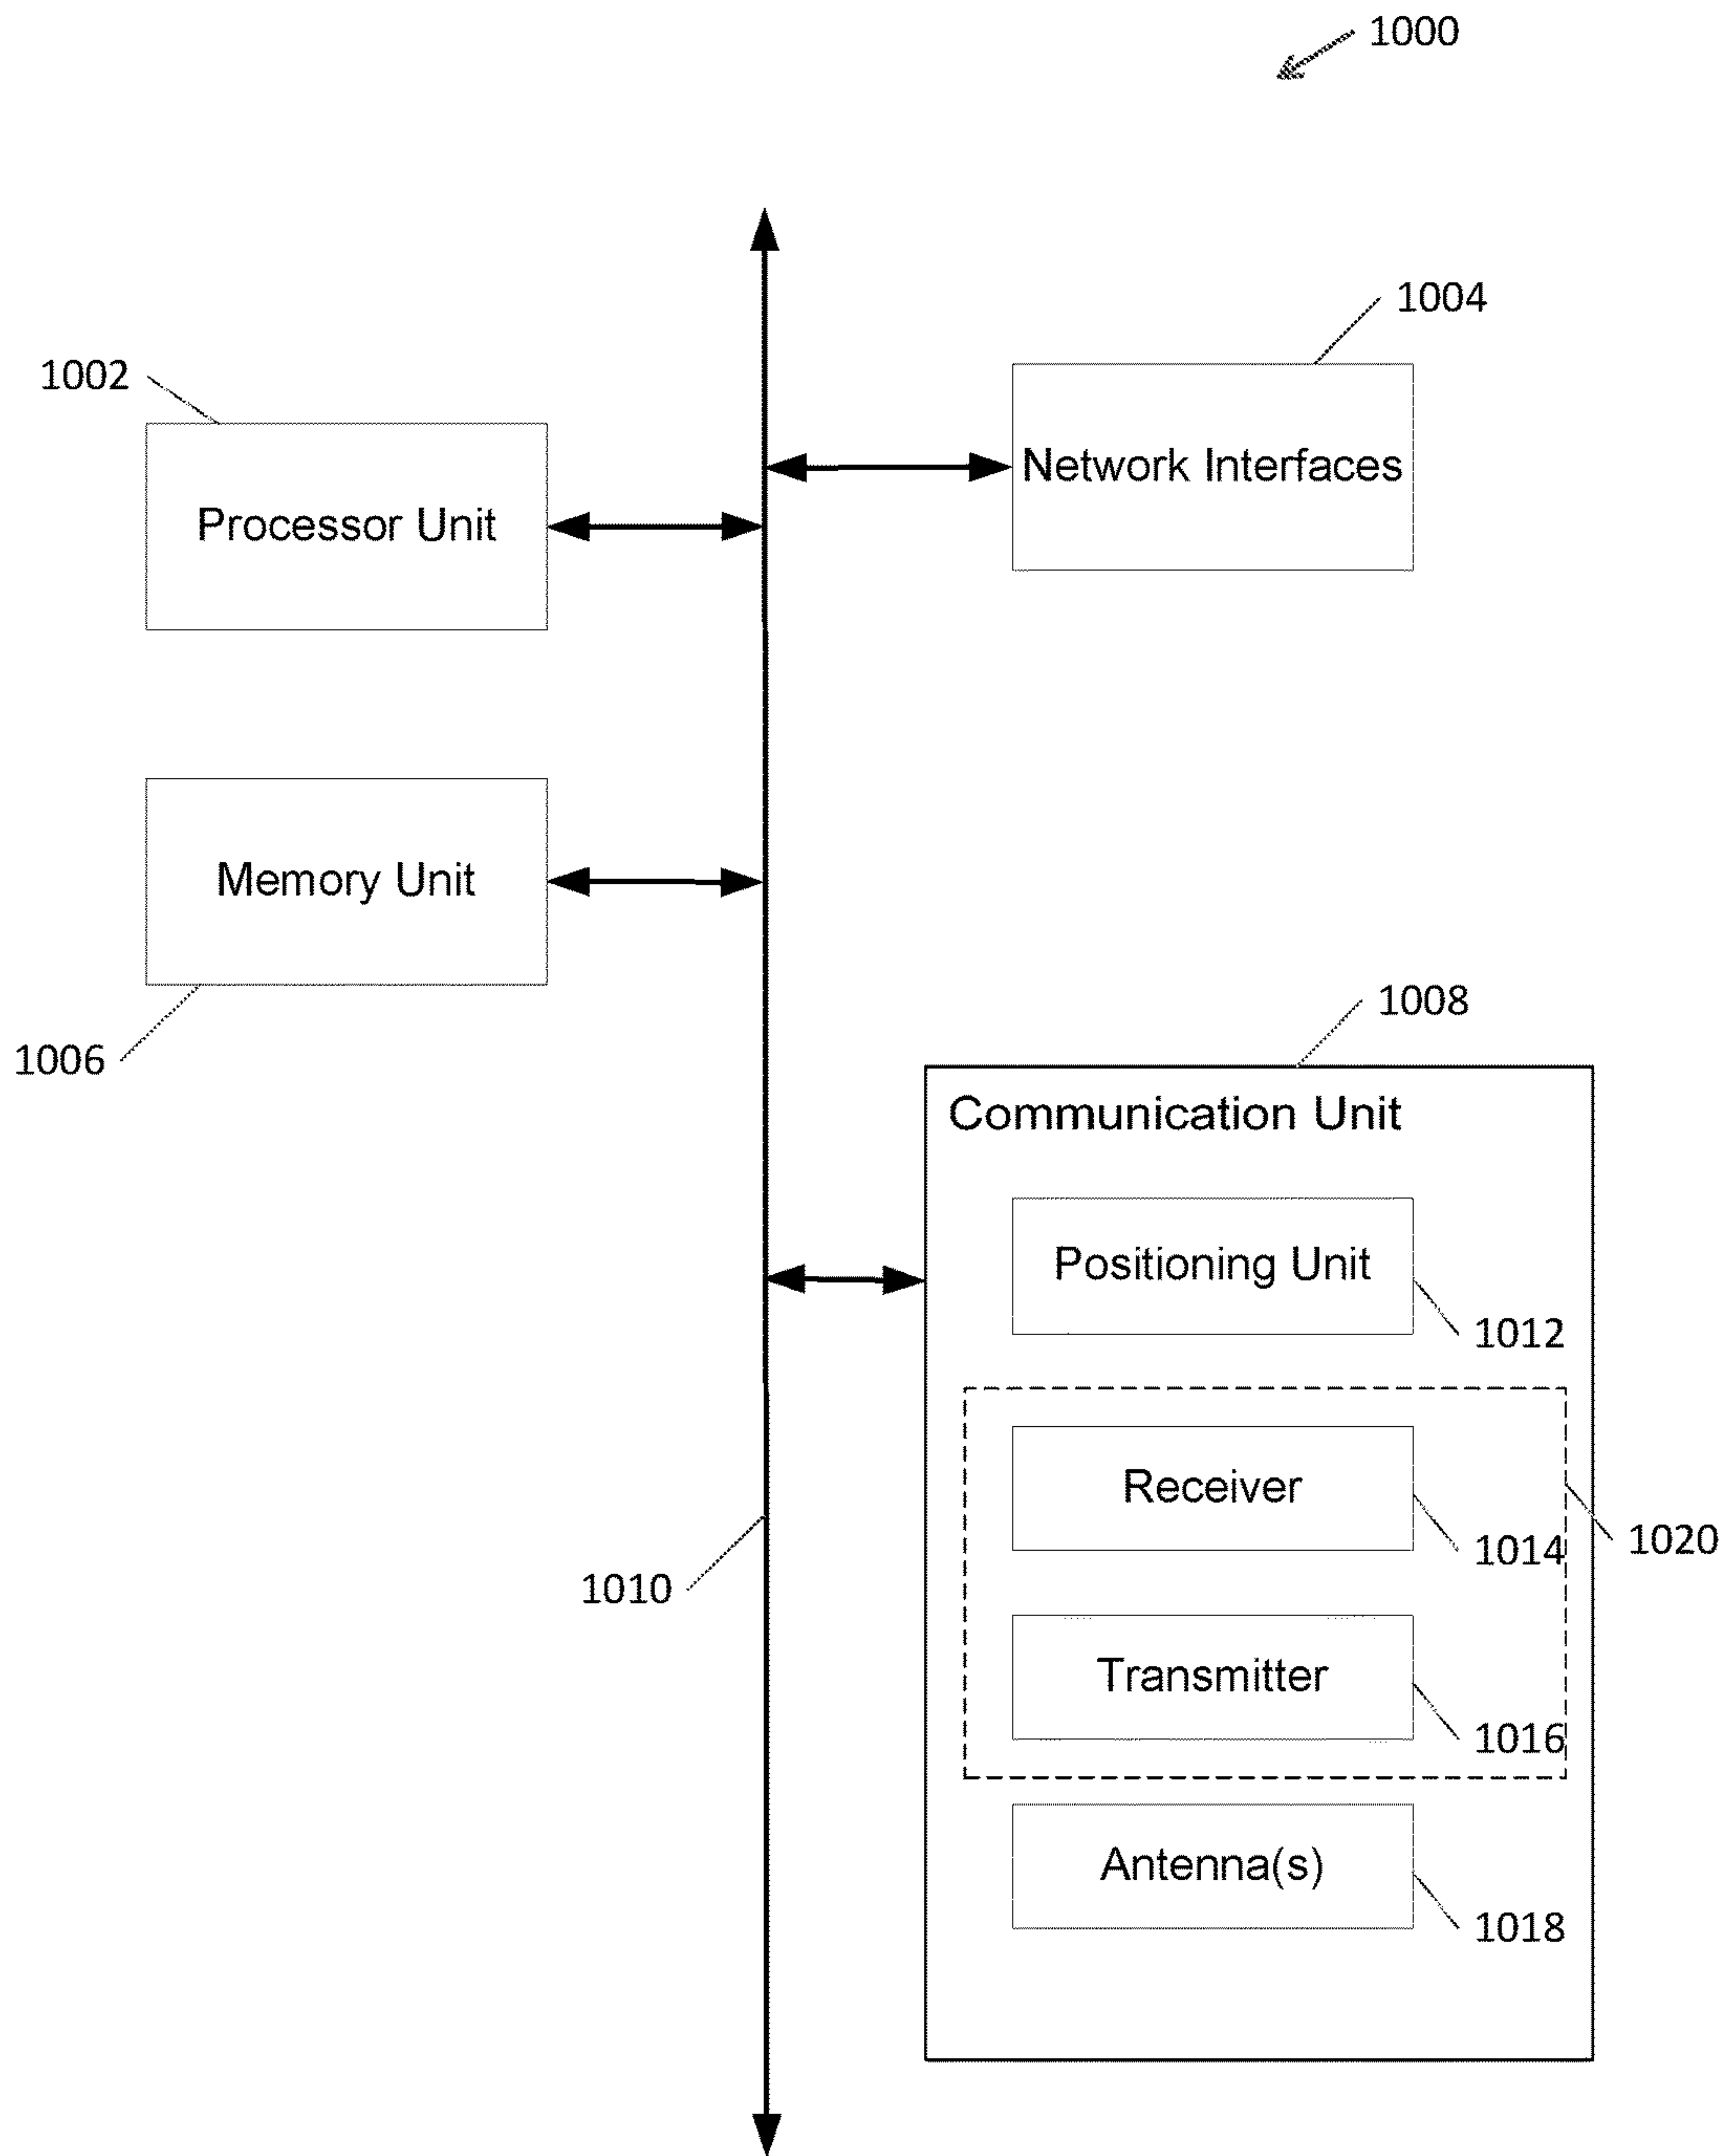 1000
1004
1002
Network Interfaces
Processor Unit
Memory Unit
1006
1008
Communication Unit
Positioning Unit
1012
Receiver
1014
1020
1010
Transmitter
1016
Antenna(s)
1018